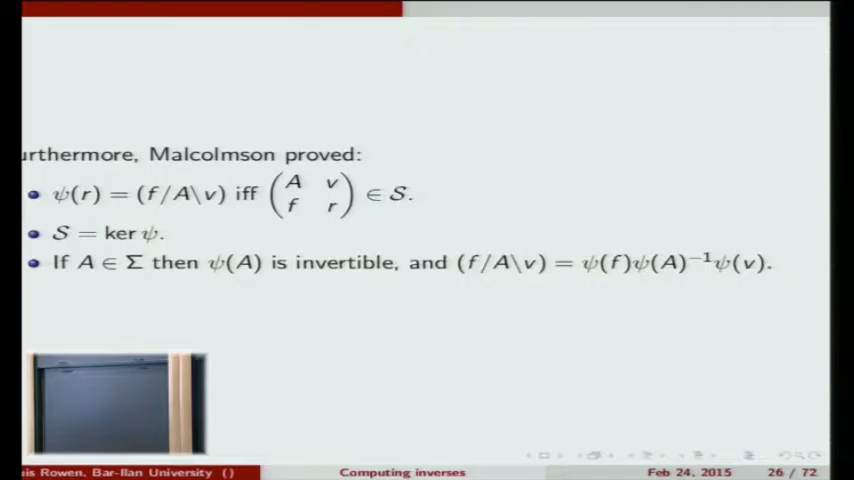 urthermore, Malcolmson proved:
ψ(r) = (f/A\v) iff (A v f r) ∈ S.
S = ker ψ.
If A ∈ Σ then ψ(A) is invertible, and (f/A\v) = ψ(f)ψ(A)⁻¹ψ(v).
is Rowen, Bar-Ilan University () Computing inverses Feb 24, 2015 26 / 72